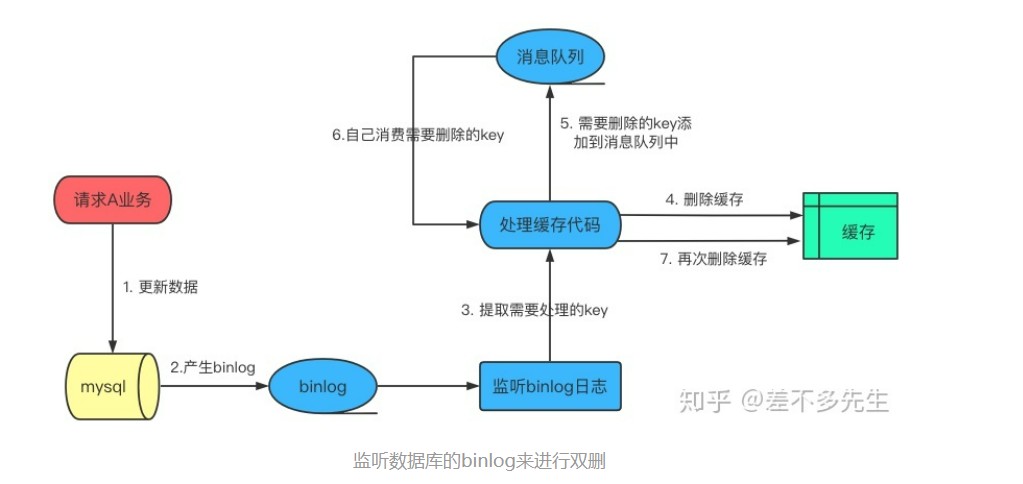 消息队列
6.自己消费需要删除的key
5. 需要删除的key添
加到消息队列中
请求A业务
处理缓存代码
4. 删除缓存
缓存
7. 再次删除缓存
1. 更新数据
3. 提取需要处理的key
mysql
2.产生binlog
binlog
监听binlog日志
知乎 @差不多先生
监听数据库的binlog来进行双删